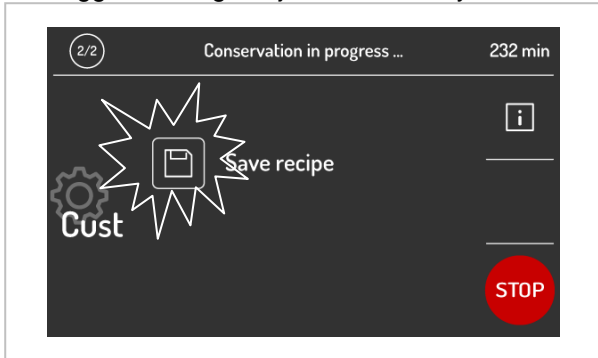 2/2 Conservation in progress ... 232 min
i
Save recipe
Cust
STOP